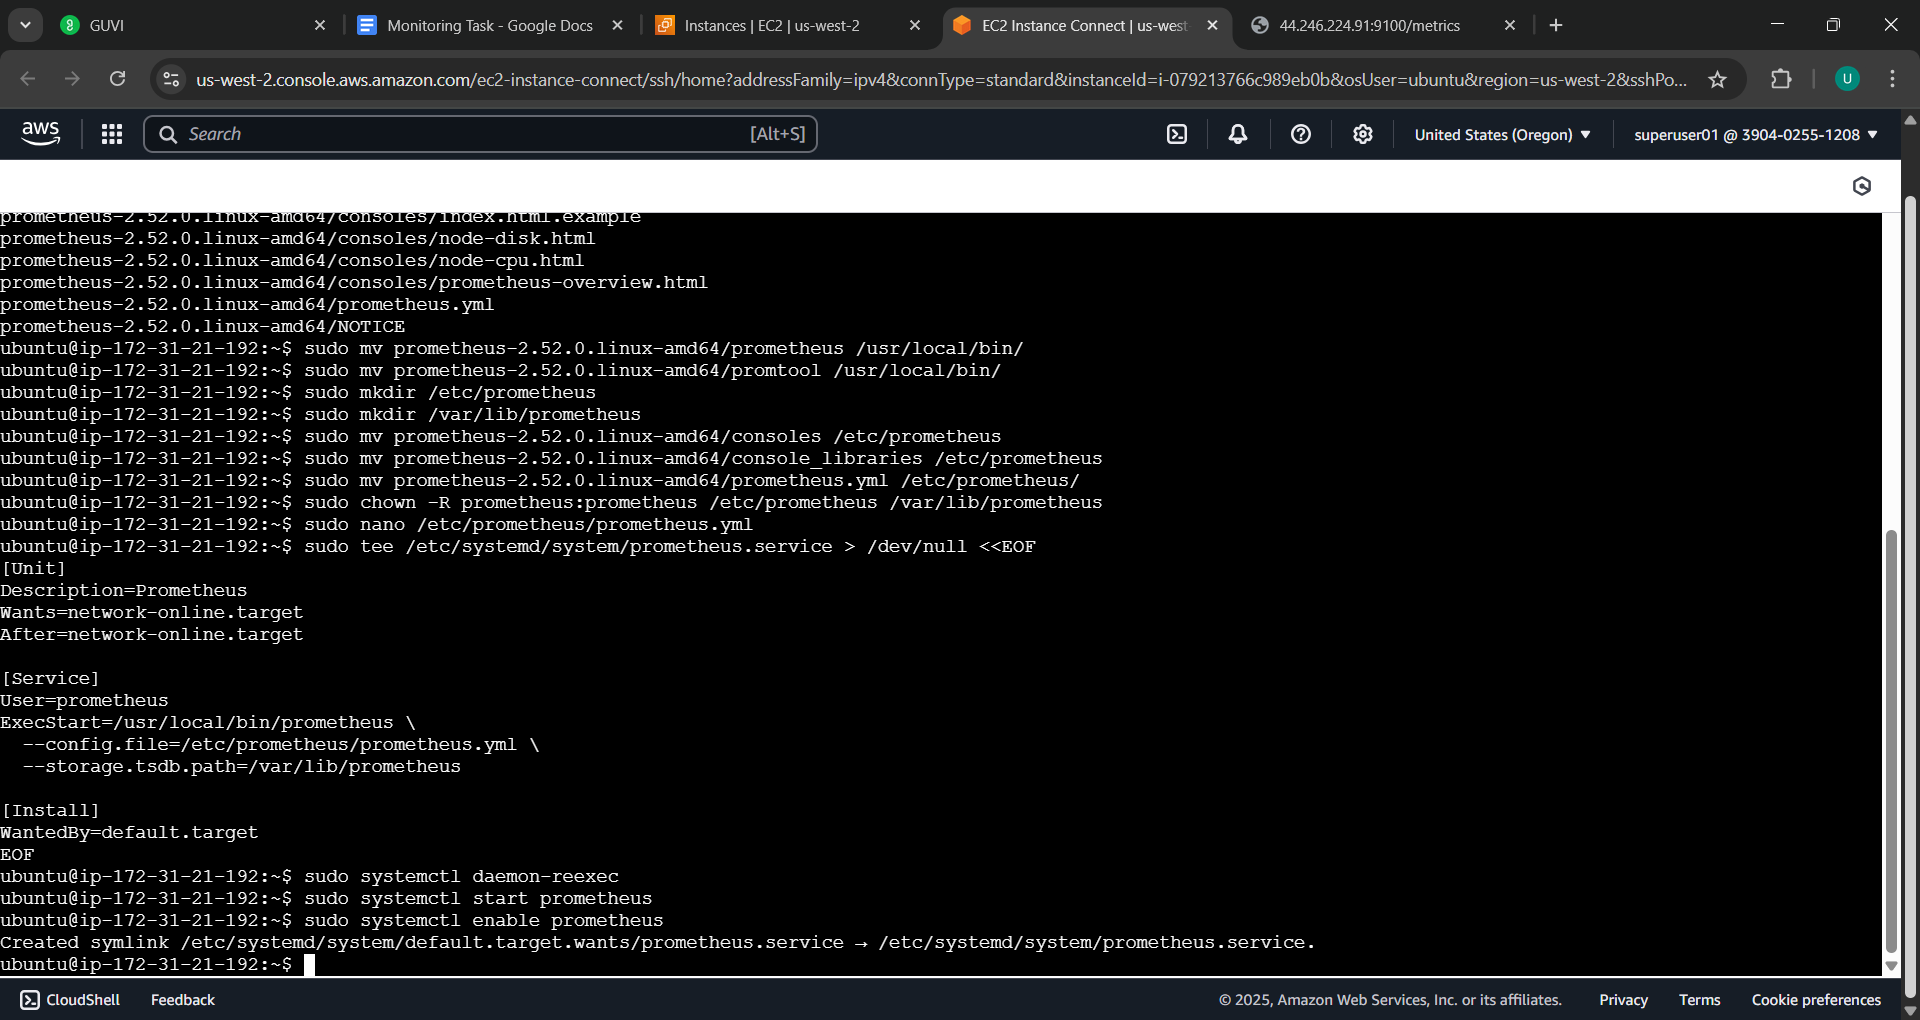 GUVI
Monitoring Task - Google Docs
Instances | EC2 | us-west-2
EC2 Instance Connect | us-west
44.246.224.91:9100/metrics
us-west-2.console.aws.amazon.com/ec2-instance-connect/ssh/home?addressFamily=ipv4&connType=standard&instanceId=i-079213766c989eb0b&osUser=ubuntu&region=us-west-2&sshPo...
U
aws
Search
[Alt+S]
United States (Oregon)
superuser01 @ 3904-0255-1208
prometheus-2.52.0.linux-amd64/consoles/index.html.example
prometheus-2.52.0.linux-amd64/consoles/node-disk.html
prometheus-2.52.0.linux-amd64/consoles/node-cpu.html
prometheus-2.52.0.linux-amd64/consoles/prometheus-overview.html
prometheus-2.52.0.linux-amd64/prometheus.yml
prometheus-2.52.0.linux-amd64/NOTICE
ubuntu@ip-172-31-21-192:~$ sudo mv prometheus-2.52.0.linux-amd64/prometheus /usr/local/bin/
ubuntu@ip-172-31-21-192:~$ sudo mv prometheus-2.52.0.linux-amd64/promtool /usr/local/bin/
ubuntu@ip-172-31-21-192:~$ sudo mkdir /etc/prometheus
ubuntu@ip-172-31-21-192:~$ sudo mkdir /var/lib/prometheus
ubuntu@ip-172-31-21-192:~$ sudo mv prometheus-2.52.0.linux-amd64/consoles /etc/prometheus
ubuntu@ip-172-31-21-192:~$ sudo mv prometheus-2.52.0.linux-amd64/console_libraries /etc/prometheus
ubuntu@ip-172-31-21-192:~$ sudo mv prometheus-2.52.0.linux-amd64/prometheus.yml /etc/prometheus/
ubuntu@ip-172-31-21-192:~$ sudo chown -R prometheus:prometheus /etc/prometheus /var/lib/prometheus
ubuntu@ip-172-31-21-192:~$ sudo nano /etc/prometheus/prometheus.yml
ubuntu@ip-172-31-21-192:~$ sudo tee /etc/systemd/system/prometheus.service > /dev/null <<EOF
[Unit]
Description=Prometheus
Wants=network-online.target
After=network-online.target
[Service]
User=prometheus
ExecStart=/usr/local/bin/prometheus \
--config.file=/etc/prometheus/prometheus.yml \
--storage.tsdb.path=/var/lib/prometheus
[Install]
WantedBy=default.target
EOF
ubuntu@ip-172-31-21-192:~$ sudo systemctl daemon-reexec
ubuntu@ip-172-31-21-192:~$ sudo systemctl start prometheus
ubuntu@ip-172-31-21-192:~$ sudo systemctl enable prometheus
Created symlink /etc/systemd/system/default.target.wants/prometheus.service → /etc/systemd/system/prometheus.service.
ubuntu@ip-172-31-21-192:~$
CloudShell
Feedback
© 2025, Amazon Web Services, Inc. or its affiliates.
Privacy
Terms
Cookie preferences